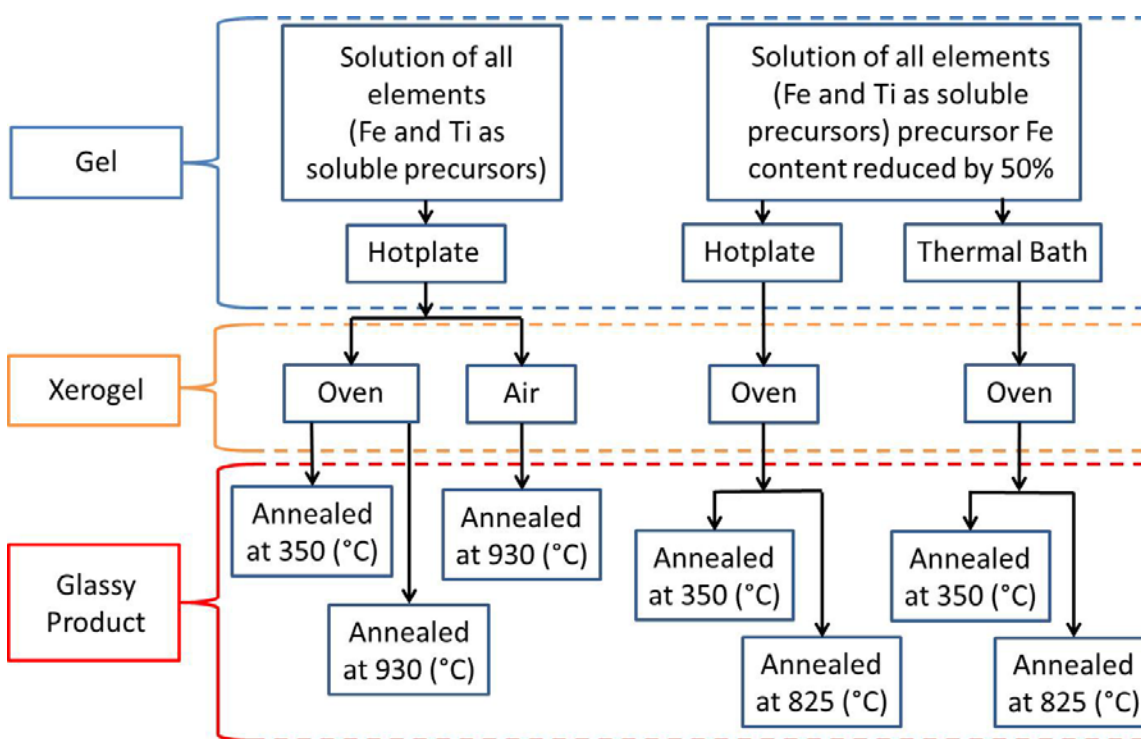 Gel
Solution of all
elements
(Fe and Ti as
soluble precursors)
Solution of all elements
(Fe and Ti as soluble
precursors) precursor Fe
content reduced by 50%
Hotplate
Hotplate
Thermal Bath
Xerogel
Oven
Air
Oven
Oven
Glassy
Product
Annealed
at 350 (°C)
Annealed
at 930 (°C)
Annealed
at 930 (°C)
Annealed
at 350 (°C)
Annealed
at 825 (°C)
Annealed
at 350 (°C)
Annealed
at 825 (°C)